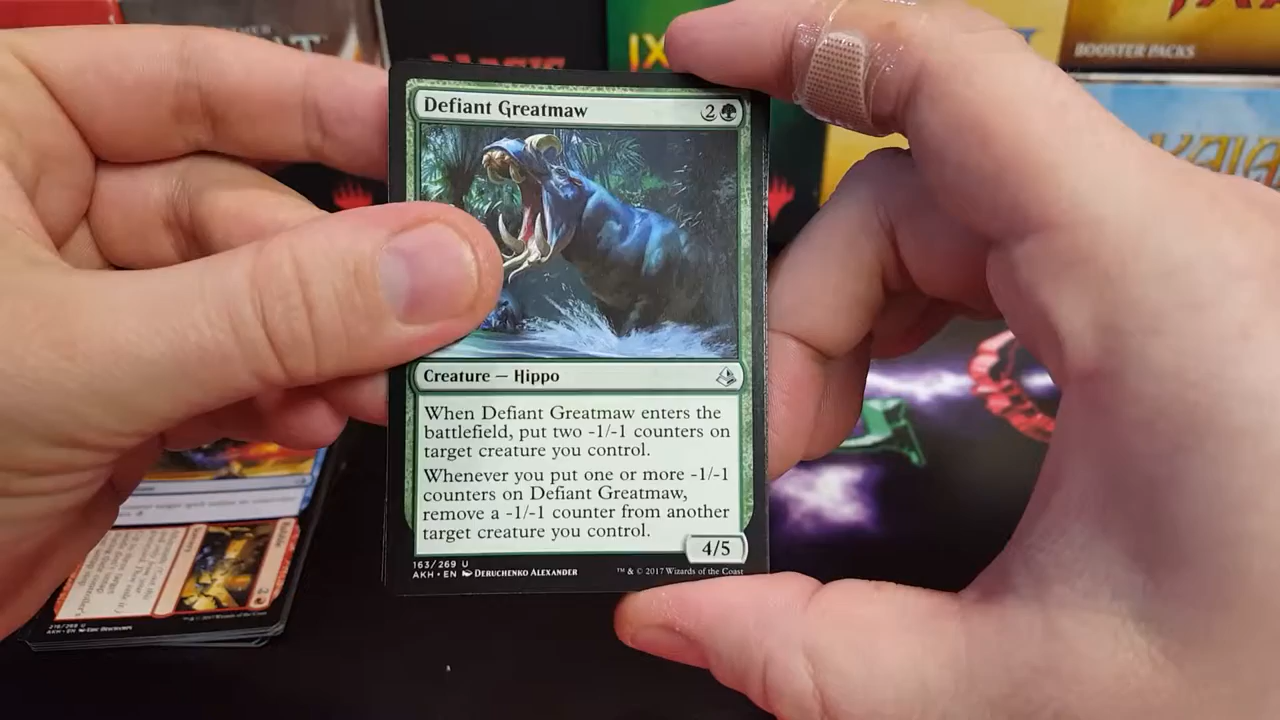 IX
BOOSTER PACKS
Defiant Greatmaw 2
Creature — Hippo
When Defiant Greatmaw enters the
battlefield, put two -1/-1 counters on
target creature you control.
Whenever you put one or more -1/-1
counters on Defiant Greatmaw,
remove a -1/-1 counter from another
target creature you control.
4/5
163/269 U
AKH • EN DERUCHENKO ALEXANDER
™ & © 2017 Wizards of the Coast